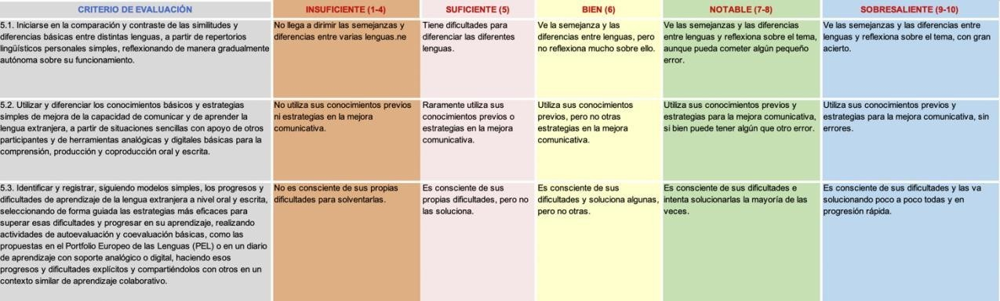 CRITERIO DE EVALUACIÓN
INSUFICIENTE (1-4)
SUFICIENTE (5)
BIEN (6)
NOTABLE (7-8)
SOBRESALIENTE (9-10)
5.1. Iniciarse en la comparación y contraste de las similitudes y
diferencias básicas entre distintas lenguas, a partir de repertorios
lingüísticos personales simples, reflexionando de manera gradualmente
autónoma sobre su funcionamiento.
No llega a dirimir las semejanzas y
diferencias entre varias lenguas.ne
Tiene dificultades para
diferenciar las diferentes
lenguas.
Ve la semejanza y las
diferencias entre lenguas, pero
no reflexiona mucho sobre ello.
Ve las semejanzas y las diferencias
entre lenguas y reflexiona sobre el tema,
aunque pueda cometer algún pequeño
error.
Ve las semejanzas y las diferencias entre
lenguas y reflexiona sobre el tema, con gran
acierto.
5.2. Utilizar y diferenciar los conocimientos básicos y estrategias
simples de mejora de la capacidad de comunicar y de aprender la
lengua extranjera, a partir de situaciones sencillas con apoyo de otros
participantes y de herramientas analógicas y digitales básicas para la
comprensión, producción y coproducción oral y escrita.
No utiliza sus conocimientos previos
ni estrategias en la mejora
comunicativa.
Raramente utiliza sus
conocimientos previos o
estrategias en la mejora
comunicativa.
Utiliza sus conocimientos
previos, pero no otras
estrategias en la mejora
comunicativa.
Utiliza sus conocimientos previos y
estrategias para la mejora comunicativa,
si bien puede tener algún que otro error.
Utiliza sus conocimientos previos y
estrategias para la mejora comunicativa, sin
errores.
5.3. Identificar y registrar, siguiendo modelos simples, los progresos y
dificultades de aprendizaje de la lengua extranjera a nivel oral y escrita,
seleccionando de forma guiada las estrategias más eficaces para
superar esas dificultades y progresar en su aprendizaje, realizando
actividades de autoevaluación y coevaluación básicas, como las
propuestas en el Portfolio Europeo de las Lenguas (PEL) o en un diario
de aprendizaje con soporte analógico o digital, haciendo esos
progresos y dificultades explícitos y compartiéndolos con otros en un
contexto similar de aprendizaje colaborativo.
No es consciente de sus propias
dificultades para solventarlas.
Es consciente de sus
propias dificultades, pero no
las soluciona.
Es consciente de sus
dificultades y soluciona algunas,
pero no otras.
Es consciente de sus dificultades e
intenta solucionarlas la mayoría de las
veces.
Es consciente de sus dificultades y las va
solucionando poco a poco todas y en
progresión rápida.